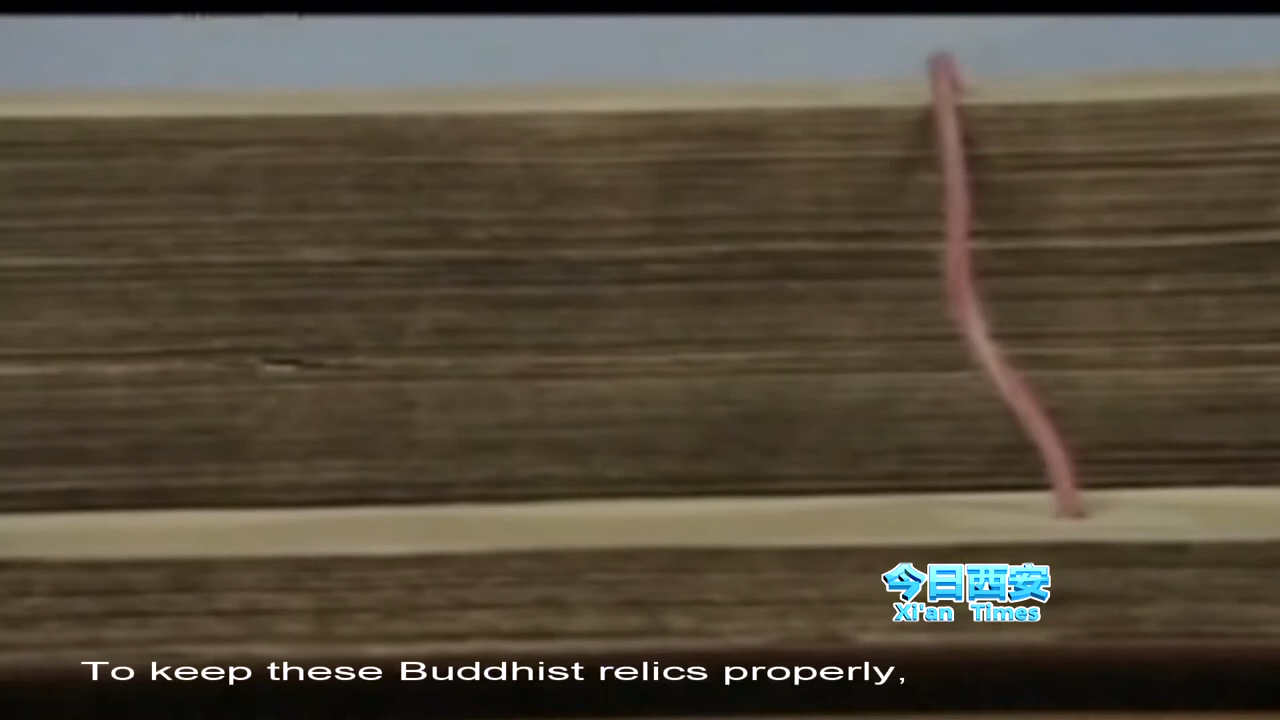 今日西安
Xi'an Times
To keep these Buddhist relics properly,